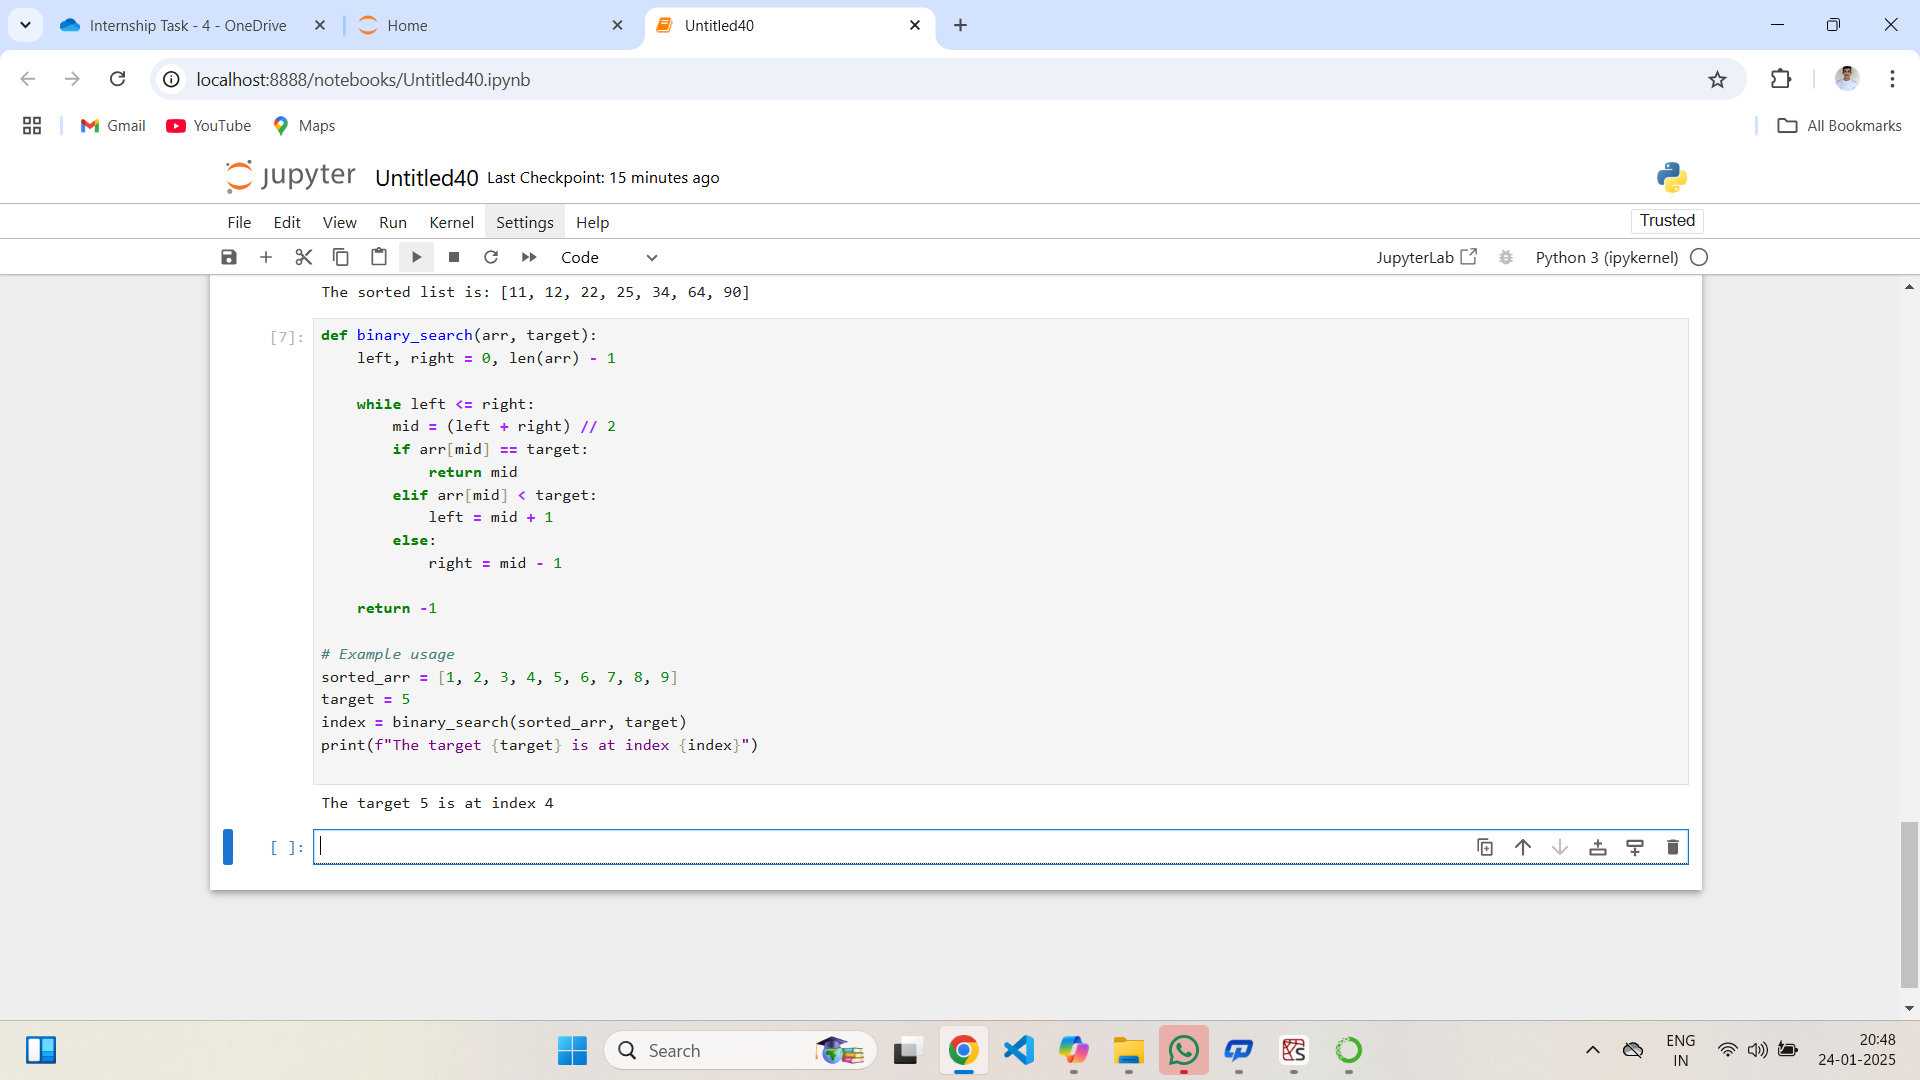 Internship Task - 4 - OneDrive
Home
Untitled40
localhost:8888/notebooks/Untitled40.ipynb
Gmail
YouTube
Maps
All Bookmarks
jupyter
Untitled40 Last Checkpoint: 15 minutes ago
File Edit View Run Kernel Settings Help
Trusted
Code
JupyterLab
Python 3 (ipykernel)
The sorted list is: [11, 12, 22, 25, 34, 64, 90]
[7]:
def binary_search(arr, target):
    left, right = 0, len(arr) - 1

    while left <= right:
        mid = (left + right) // 2
        if arr[mid] == target:
            return mid
        elif arr[mid] < target:
            left = mid + 1
        else:
            right = mid - 1

    return -1

# Example usage
sorted_arr = [1, 2, 3, 4, 5, 6, 7, 8, 9]
target = 5
index = binary_search(sorted_arr, target)
print(f"The target {target} is at index {index}")
The target 5 is at index 4
[ ]:
Search
ENG
IN
20:48
24-01-2025